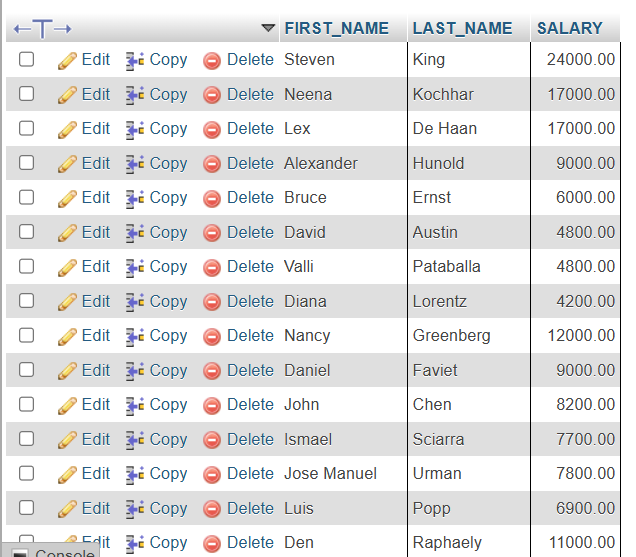 FIRST_NAME LAST_NAME SALARY
Edit Copy Delete Steven King 24000.00
Edit Copy Delete Neena Kochhar 17000.00
Edit Copy Delete Lex De Haan 17000.00
Edit Copy Delete Alexander Hunold 9000.00
Edit Copy Delete Bruce Ernst 6000.00
Edit Copy Delete David Austin 4800.00
Edit Copy Delete Valli Pataballa 4800.00
Edit Copy Delete Diana Lorentz 4200.00
Edit Copy Delete Nancy Greenberg 12000.00
Edit Copy Delete Daniel Faviet 9000.00
Edit Copy Delete John Chen 8200.00
Edit Copy Delete Ismael Sciarra 7700.00
Edit Copy Delete Jose Manuel Urman 7800.00
Edit Copy Delete Luis Popp 6900.00
Edit Copy Delete Den Raphaely 11000.00
Console